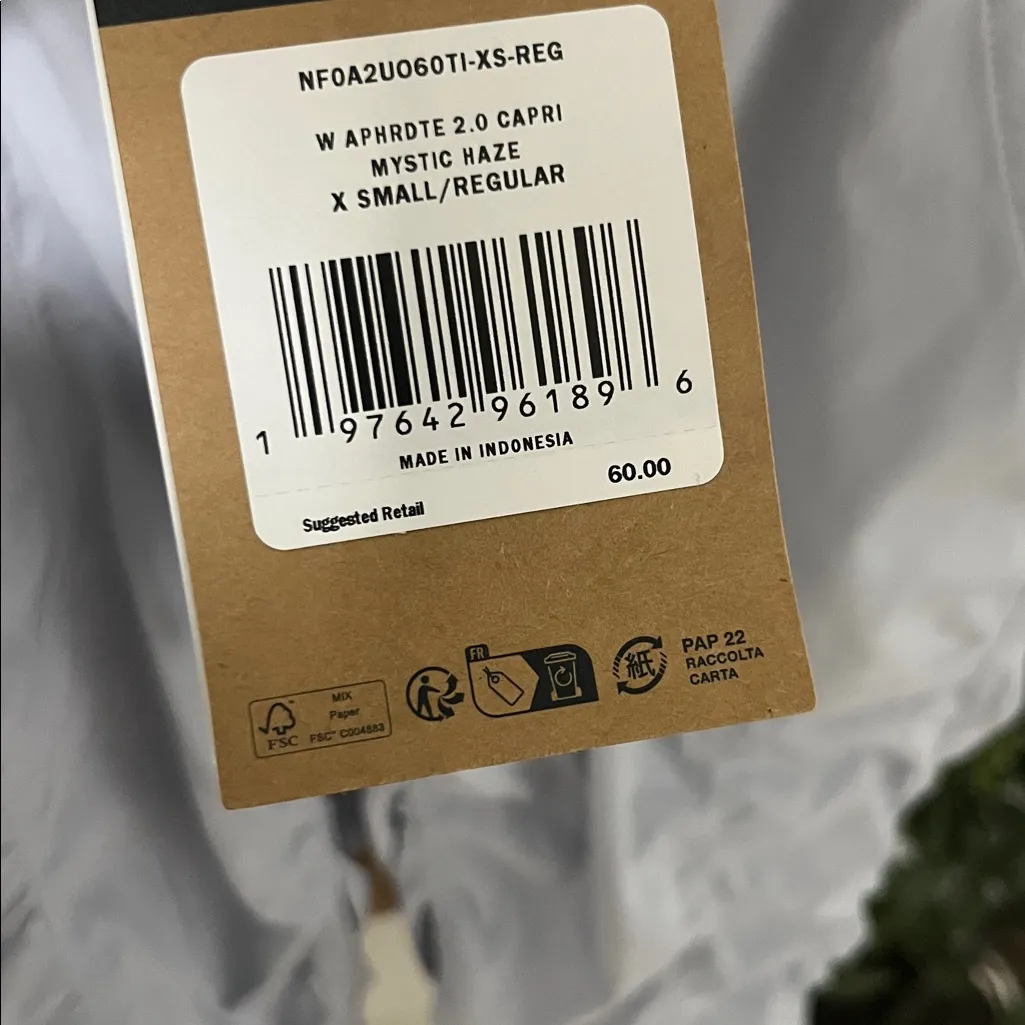 NF0A2UO60TI-XS-REG
W APHRDTE 2.0 CAPRI
MYSTIC HAZE
X SMALL/REGULAR
1 97642 96189 6
MADE IN INDONESIA
60.00
Suggested Retail
FR
紙
PAP 22
RACCOLTA
CARTA
MIX
Paper
FSC™ C004883
FSC